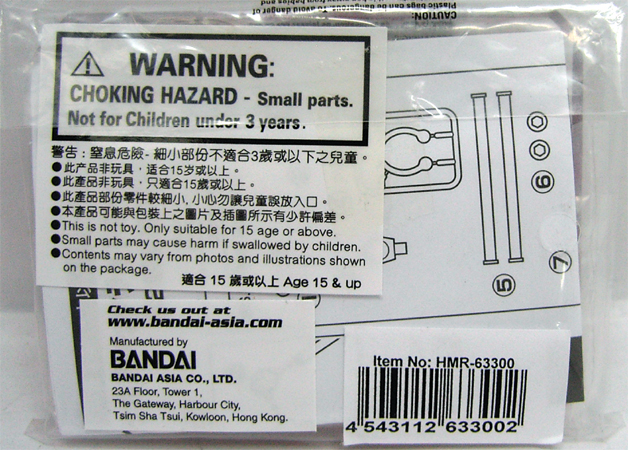 CAUTION:
Plastic bags can be dangerous.
To avoid danger of
WARNING:
CHOKING HAZARD - Small parts.
Not for Children under 3 years.
警告 : 窒息危險- 細小部份不適合3歲或以下之兒童。
●此产品非玩具，适合15岁或以上。
●此產品非玩具，只適合15歲或以上。
●此產品部份零件較細小, 小心勿讓兒童誤放入口。
●本產品可能與包裝上之圖片及插圖所示有少許偏差。
●This is not toy. Only suitable for 15 age or above.
●Small parts may cause harm if swallowed by children.
●Contents may vary from photos and illustrations shown
on the package.
適合 15 歲或以上 Age 15 & up
6
5
7
Check us out at
www.bandai-asia.com
Manufactured by
BANDAI
BANDAI ASIA CO., LTD.
23A Floor, Tower 1,
The Gateway, Harbour City,
Tsim Sha Tsui, Kowloon, Hong Kong.
Item No: HMR-63300
4 543112 633002